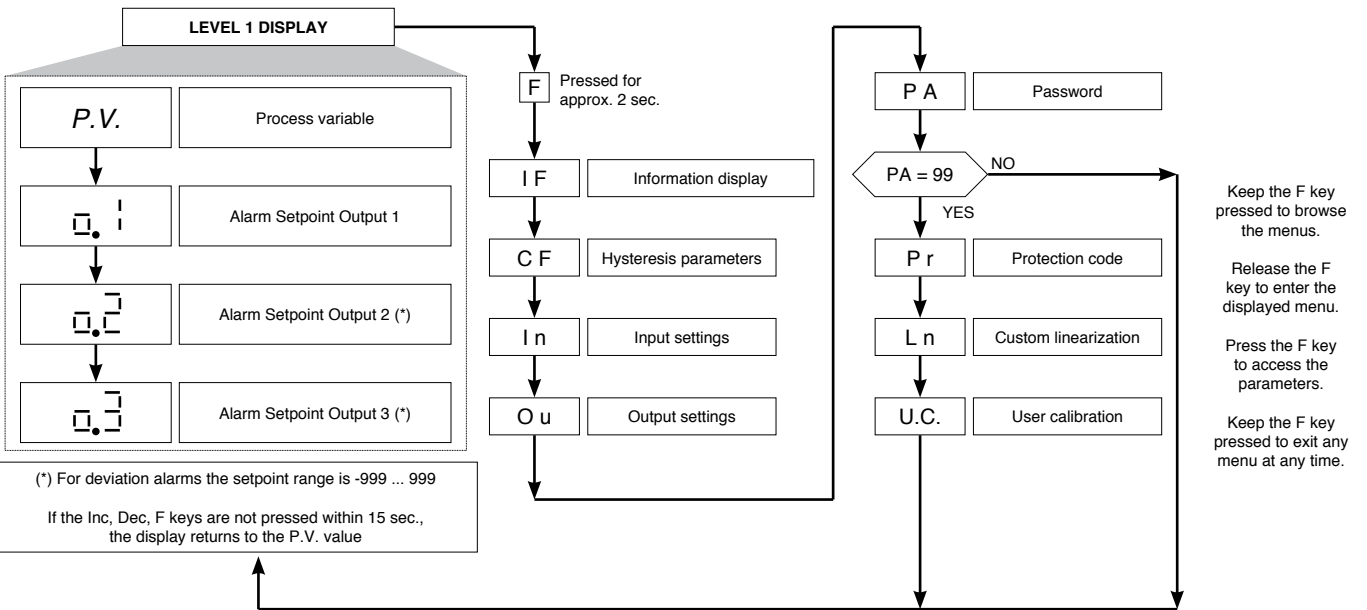 LEVEL 1 DISPLAY
P.V.
Process variable
o.1
Alarm Setpoint Output 1
o.2
Alarm Setpoint Output 2 (*)
o.3
Alarm Setpoint Output 3 (*)
(*) For deviation alarms the setpoint range is -999 ... 999
If the Inc, Dec, F keys are not pressed within 15 sec.,
the display returns to the P.V. value
F
Pressed for
approx. 2 sec.
I F
Information display
C F
Hysteresis parameters
I n
Input settings
O u
Output settings
P A
Password
PA = 99
NO
YES
P r
Protection code
L n
Custom linearization
U.C.
User calibration
Keep the F key
pressed to browse
the menus.
Release the F
key to enter the
displayed menu.
Press the F key
to access the
parameters.
Keep the F key
pressed to exit any
menu at any time.